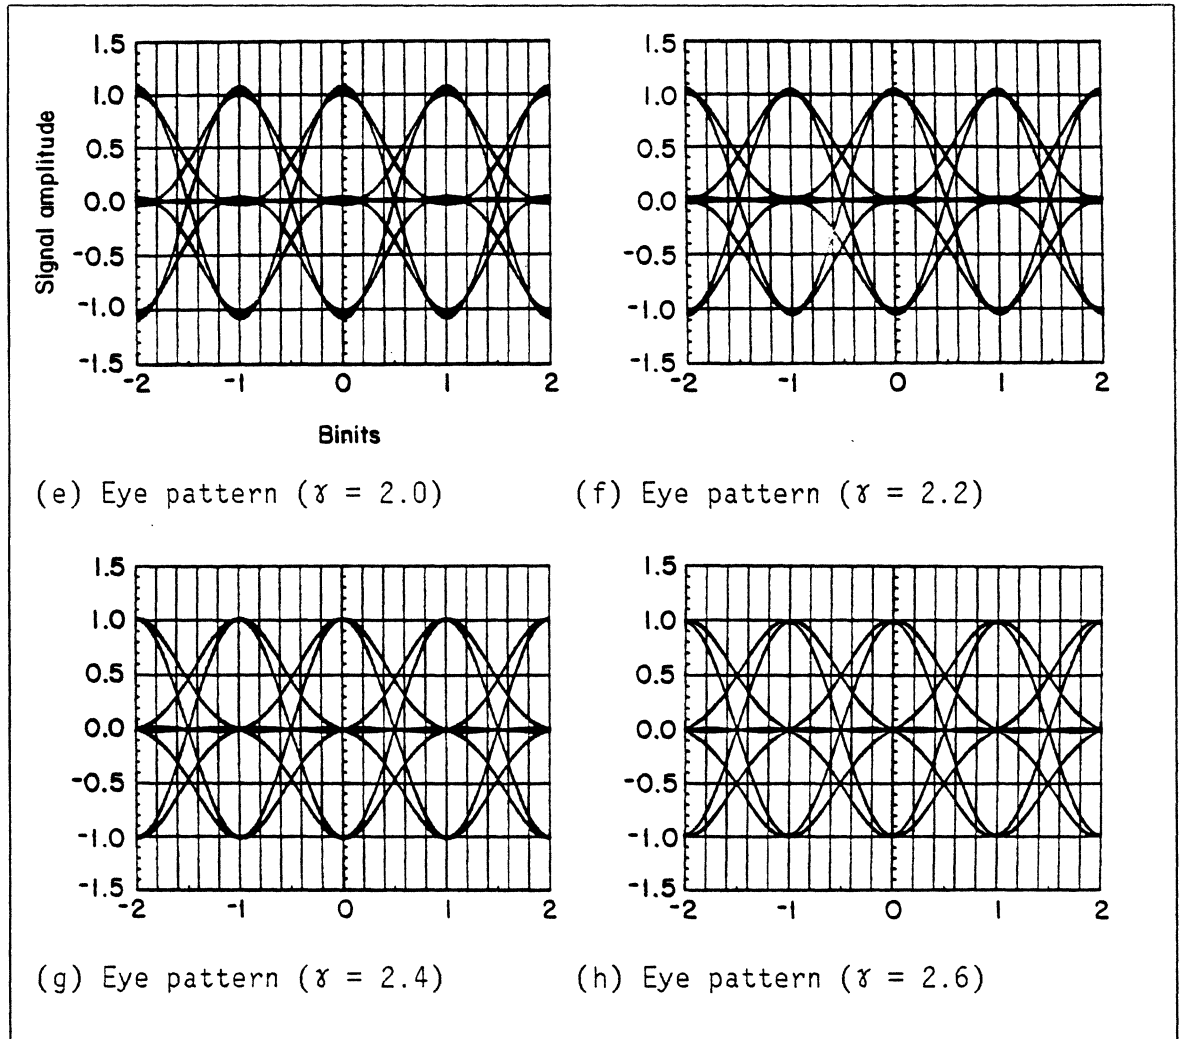 1.5 1.5
1.0 1.0
0.5 0.5
0.0 0.0
-0.5 -0.5
-1.0 -1.0
-1.5 -1.5
Signal amplitude
-2 -1 0 1 2 -2 -1 0 1 2
Binits
(e) Eye pattern (γ = 2.0) (f) Eye pattern (γ = 2.2)
1.5 1.5
1.0 1.0
0.5 0.5
0.0 0.0
-0.5 -0.5
-1.0 -1.0
-1.5 -1.5
-2 -1 0 1 2 -2 -1 0 1 2
(g) Eye pattern (γ = 2.4) (h) Eye pattern (γ = 2.6)